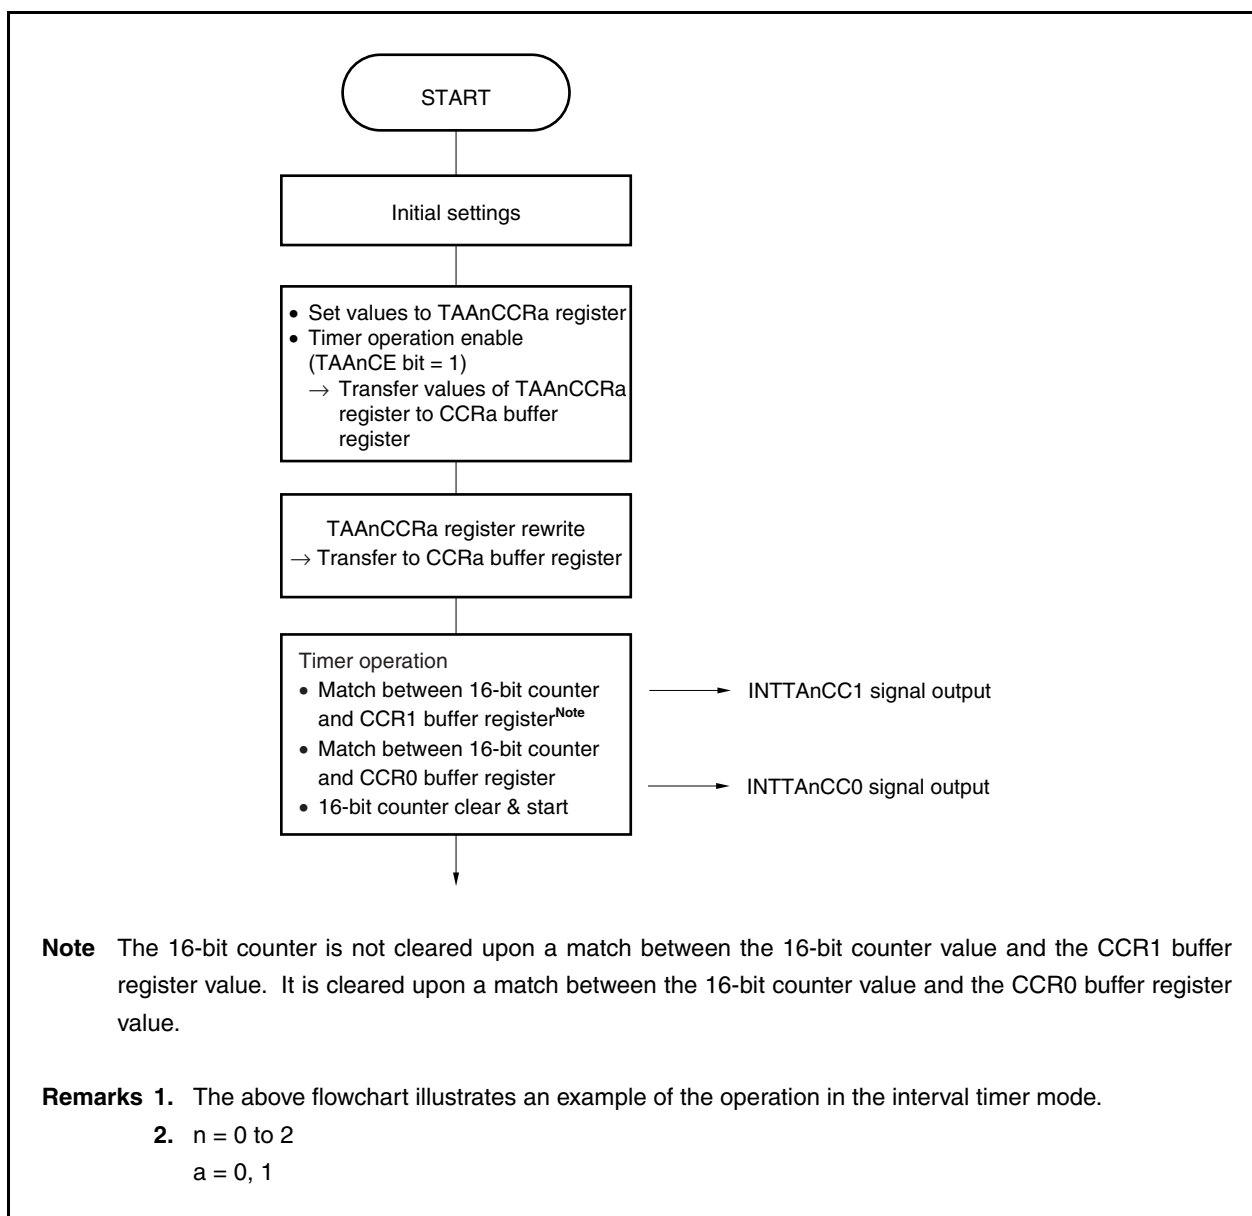 START
Initial settings
• Set values to TAAnCCRa register
• Timer operation enable
(TAAnCE bit = 1)
→ Transfer values of TAAnCCRa
register to CCRa buffer
register
TAAnCCRa register rewrite
→ Transfer to CCRa buffer register
Timer operation
• Match between 16-bit counter
and CCR1 buffer registerNote
• Match between 16-bit counter
and CCR0 buffer register
• 16-bit counter clear & start
INTTAnCC1 signal output
INTTAnCC0 signal output
Note The 16-bit counter is not cleared upon a match between the 16-bit counter value and the CCR1 buffer
register value. It is cleared upon a match between the 16-bit counter value and the CCR0 buffer register
value.
Remarks 1. The above flowchart illustrates an example of the operation in the interval timer mode.
2. n = 0 to 2
a = 0, 1